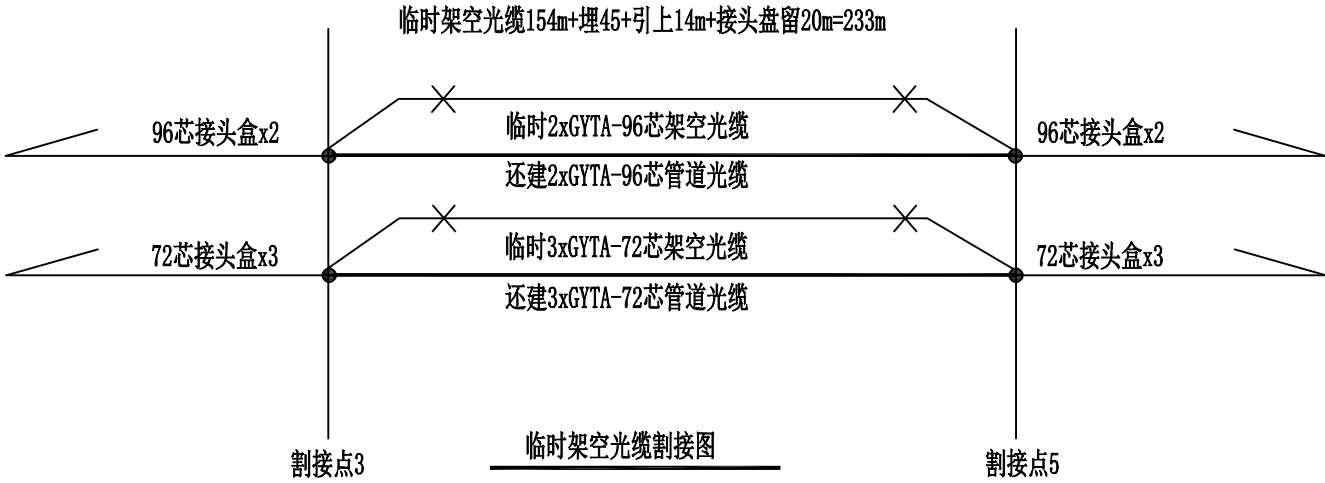 临时架空光缆154m+埋45+引上14m+接头盘留20m=233m
96芯接头盒x2
临时2xGYTA-96芯架空光缆
96芯接头盒x2
还建2xGYTA-96芯管道光缆
72芯接头盒x3
临时3xGYTA-72芯架空光缆
72芯接头盒x3
还建3xGYTA-72芯管道光缆
临时架空光缆割接图
割接点3
割接点5